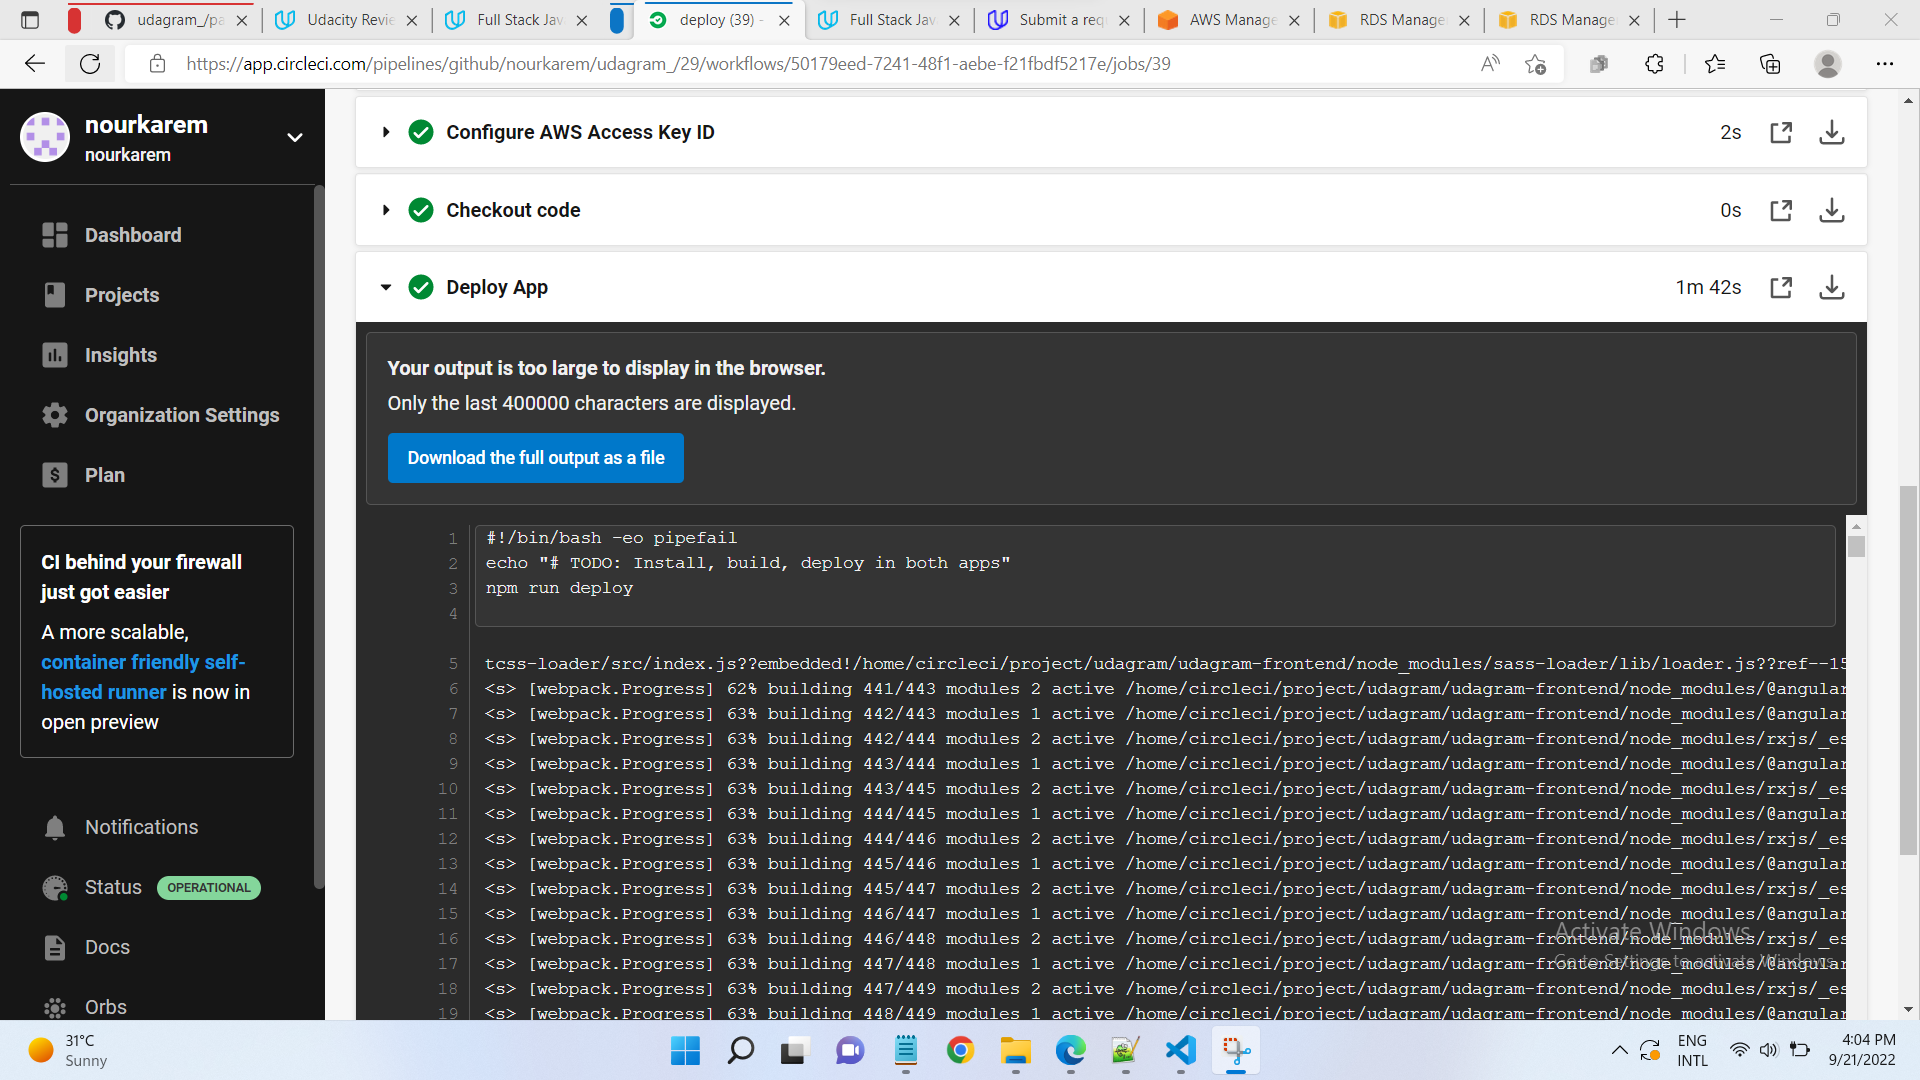 udagram_/pa
Udacity Revie
Full Stack Jav
deploy (39) -
Full Stack Jav
Submit a req
AWS Manage
RDS Manage
RDS Manage
https://app.circleci.com/pipelines/github/nourkarem/udagram_/29/workflows/50179eed-7241-48f1-aebe-f21fbdf5217e/jobs/39
nourkarem
nourkarem
Dashboard
Projects
Insights
Organization Settings
Plan
CI behind your firewall
just got easier
A more scalable,
container friendly self-
hosted runner is now in
open preview
Notifications
Status OPERATIONAL
Docs
Orbs
Configure AWS Access Key ID 2s
Checkout code 0s
Deploy App 1m 42s
Your output is too large to display in the browser.
Only the last 400000 characters are displayed.
Download the full output as a file
1 #!/bin/bash -eo pipefail
2 echo "# TODO: Install, build, deploy in both apps"
3 npm run deploy
4
5 tcss-loader/src/index.js??embedded!/home/circleci/project/udagram/udagram-frontend/node_modules/sass-loader/lib/loader.js??ref--15
6 <s> [webpack.Progress] 62% building 441/443 modules 2 active /home/circleci/project/udagram/udagram-frontend/node_modules/@angular
7 <s> [webpack.Progress] 63% building 442/443 modules 1 active /home/circleci/project/udagram/udagram-frontend/node_modules/@angular
8 <s> [webpack.Progress] 63% building 442/444 modules 2 active /home/circleci/project/udagram/udagram-frontend/node_modules/rxjs/_es
9 <s> [webpack.Progress] 63% building 443/444 modules 1 active /home/circleci/project/udagram/udagram-frontend/node_modules/@angular
10 <s> [webpack.Progress] 63% building 443/445 modules 2 active /home/circleci/project/udagram/udagram-frontend/node_modules/rxjs/_es
11 <s> [webpack.Progress] 63% building 444/445 modules 1 active /home/circleci/project/udagram/udagram-frontend/node_modules/@angular
12 <s> [webpack.Progress] 63% building 444/446 modules 2 active /home/circleci/project/udagram/udagram-frontend/node_modules/rxjs/_es
13 <s> [webpack.Progress] 63% building 445/446 modules 1 active /home/circleci/project/udagram/udagram-frontend/node_modules/@angular
14 <s> [webpack.Progress] 63% building 445/447 modules 2 active /home/circleci/project/udagram/udagram-frontend/node_modules/rxjs/_es
15 <s> [webpack.Progress] 63% building 446/447 modules 1 active /home/circleci/project/udagram/udagram-frontend/node_modules/@angular
16 <s> [webpack.Progress] 63% building 446/448 modules 2 active /home/circleci/project/udagram/udagram-frontend/node_modules/rxjs/_es
17 <s> [webpack.Progress] 63% building 447/448 modules 1 active /home/circleci/project/udagram/udagram-frontend/node_modules/@angular
18 <s> [webpack.Progress] 63% building 447/449 modules 2 active /home/circleci/project/udagram/udagram-frontend/node_modules/rxjs/_es
19 <s> [webpack.Progress] 63% building 448/449 modules 1 active /home/circleci/project/udagram/udagram-frontend/node_modules/@angular
Activate Windows
Go to Settings to activate Windows.
31°C
Sunny
ENG
INTL
4:04 PM
9/21/2022